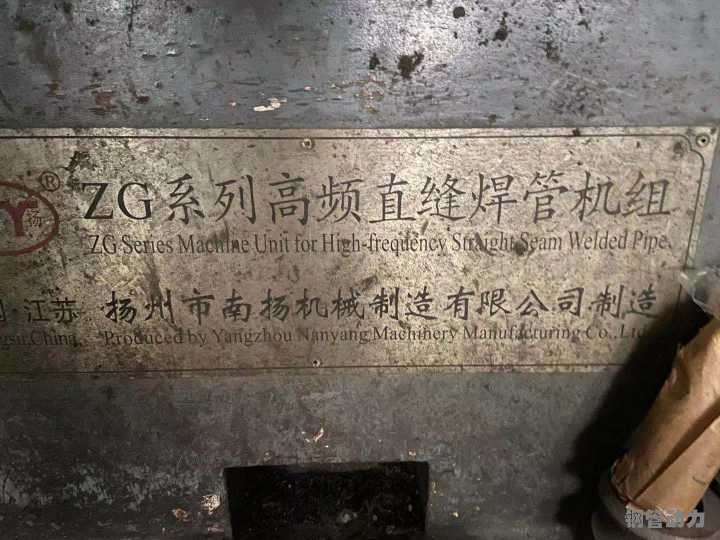 扬
®
ZG系列高频直缝焊管机组
ZG Series Machine Unit for High-frequency Straight Seam Welded Pipe
江苏 扬州市南扬机械制造有限公司制造
China. Produced by Yangzhou Nanyang Machinery Manufacturing Co.,Ltd.
钢管动力